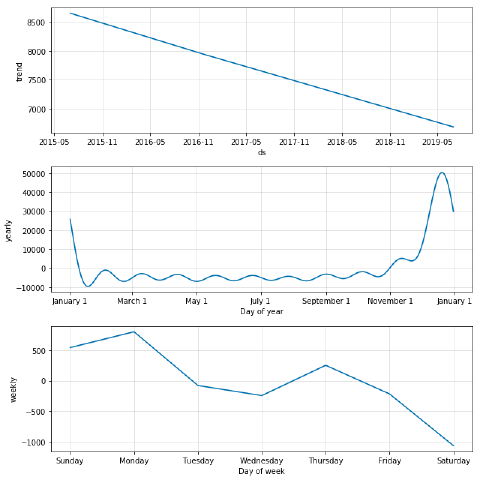 8500
8000
7500
7000
trend
2015-05 2015-11 2016-05 2016-11 2017-05 2017-11 2018-05 2018-11 2019-05
ds
50000
40000
30000
20000
10000
0
−10000
yearly
January 1 March 1 May 1 July 1 September 1 November 1 January 1
Day of year
500
0
−500
−1000
weekly
Sunday Monday Tuesday Wednesday Thursday Friday Saturday
Day of week